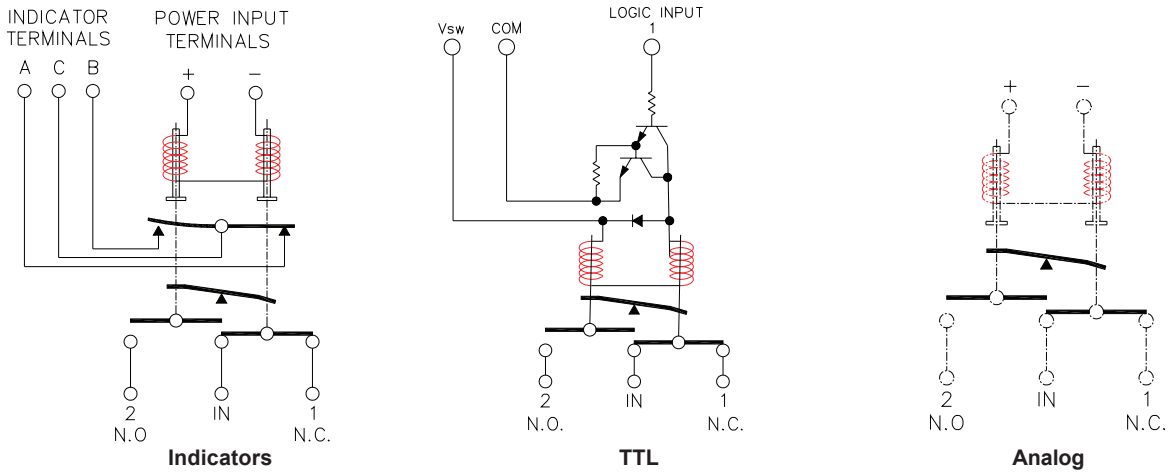 INDICATOR
TERMINALS
A C B
POWER INPUT
TERMINALS
+ −
2 IN 1
N.O N.C.
Indicators
LOGIC INPUT
1
Vsw COM
2 IN 1
N.O. N.C.
TTL
+ −
2 IN 1
N.O N.C.
Analog